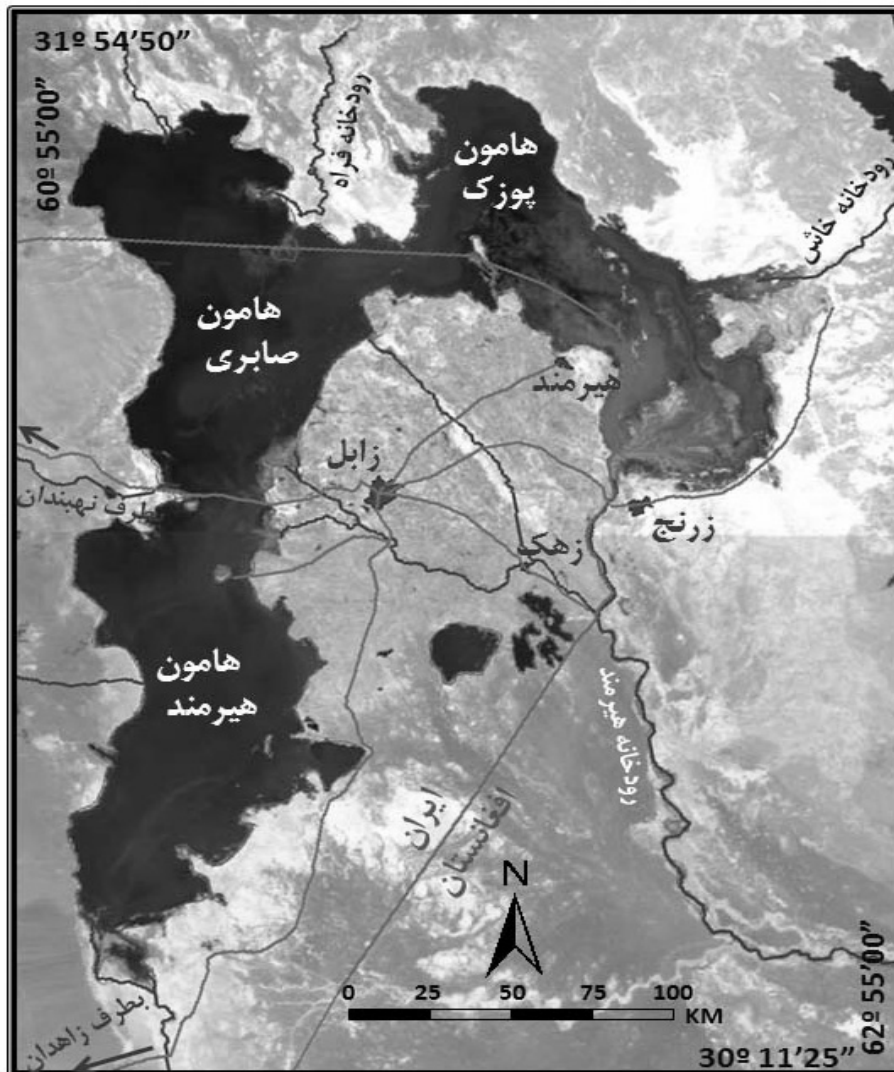 31º 54’50”
60º 55’00”
رودخانه فراه
هامون
پوزک
رودخانه خاش
هامون
صابری
هیرمند
زابل
بطرف نهبندان
زرنج
زهک
هامون
هیرمند
رودخانه هیرمند
ایران
افغانستان
N
0 25 50 75 100
KM
بطرف زاهدان
62º 55’00”
30º 11’25”